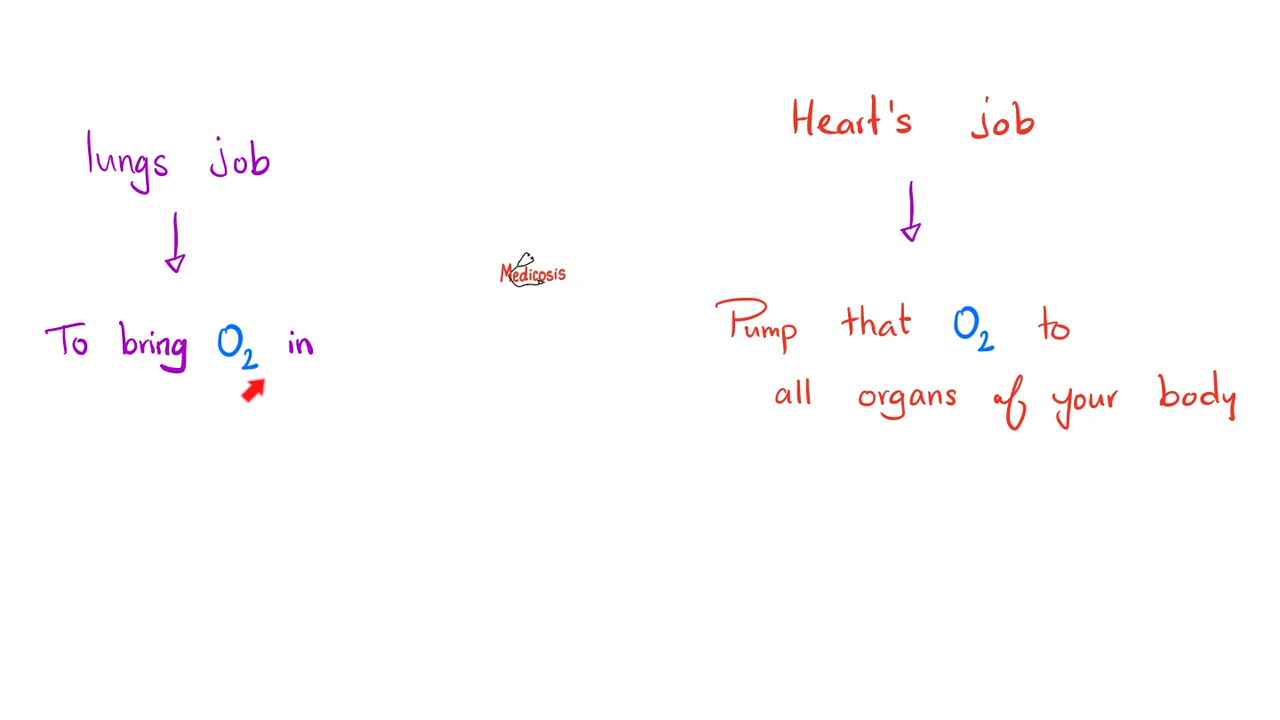 lungs job
To bring O2 in
Medicosis
Heart's job
Pump that O2 to
all organs of your body